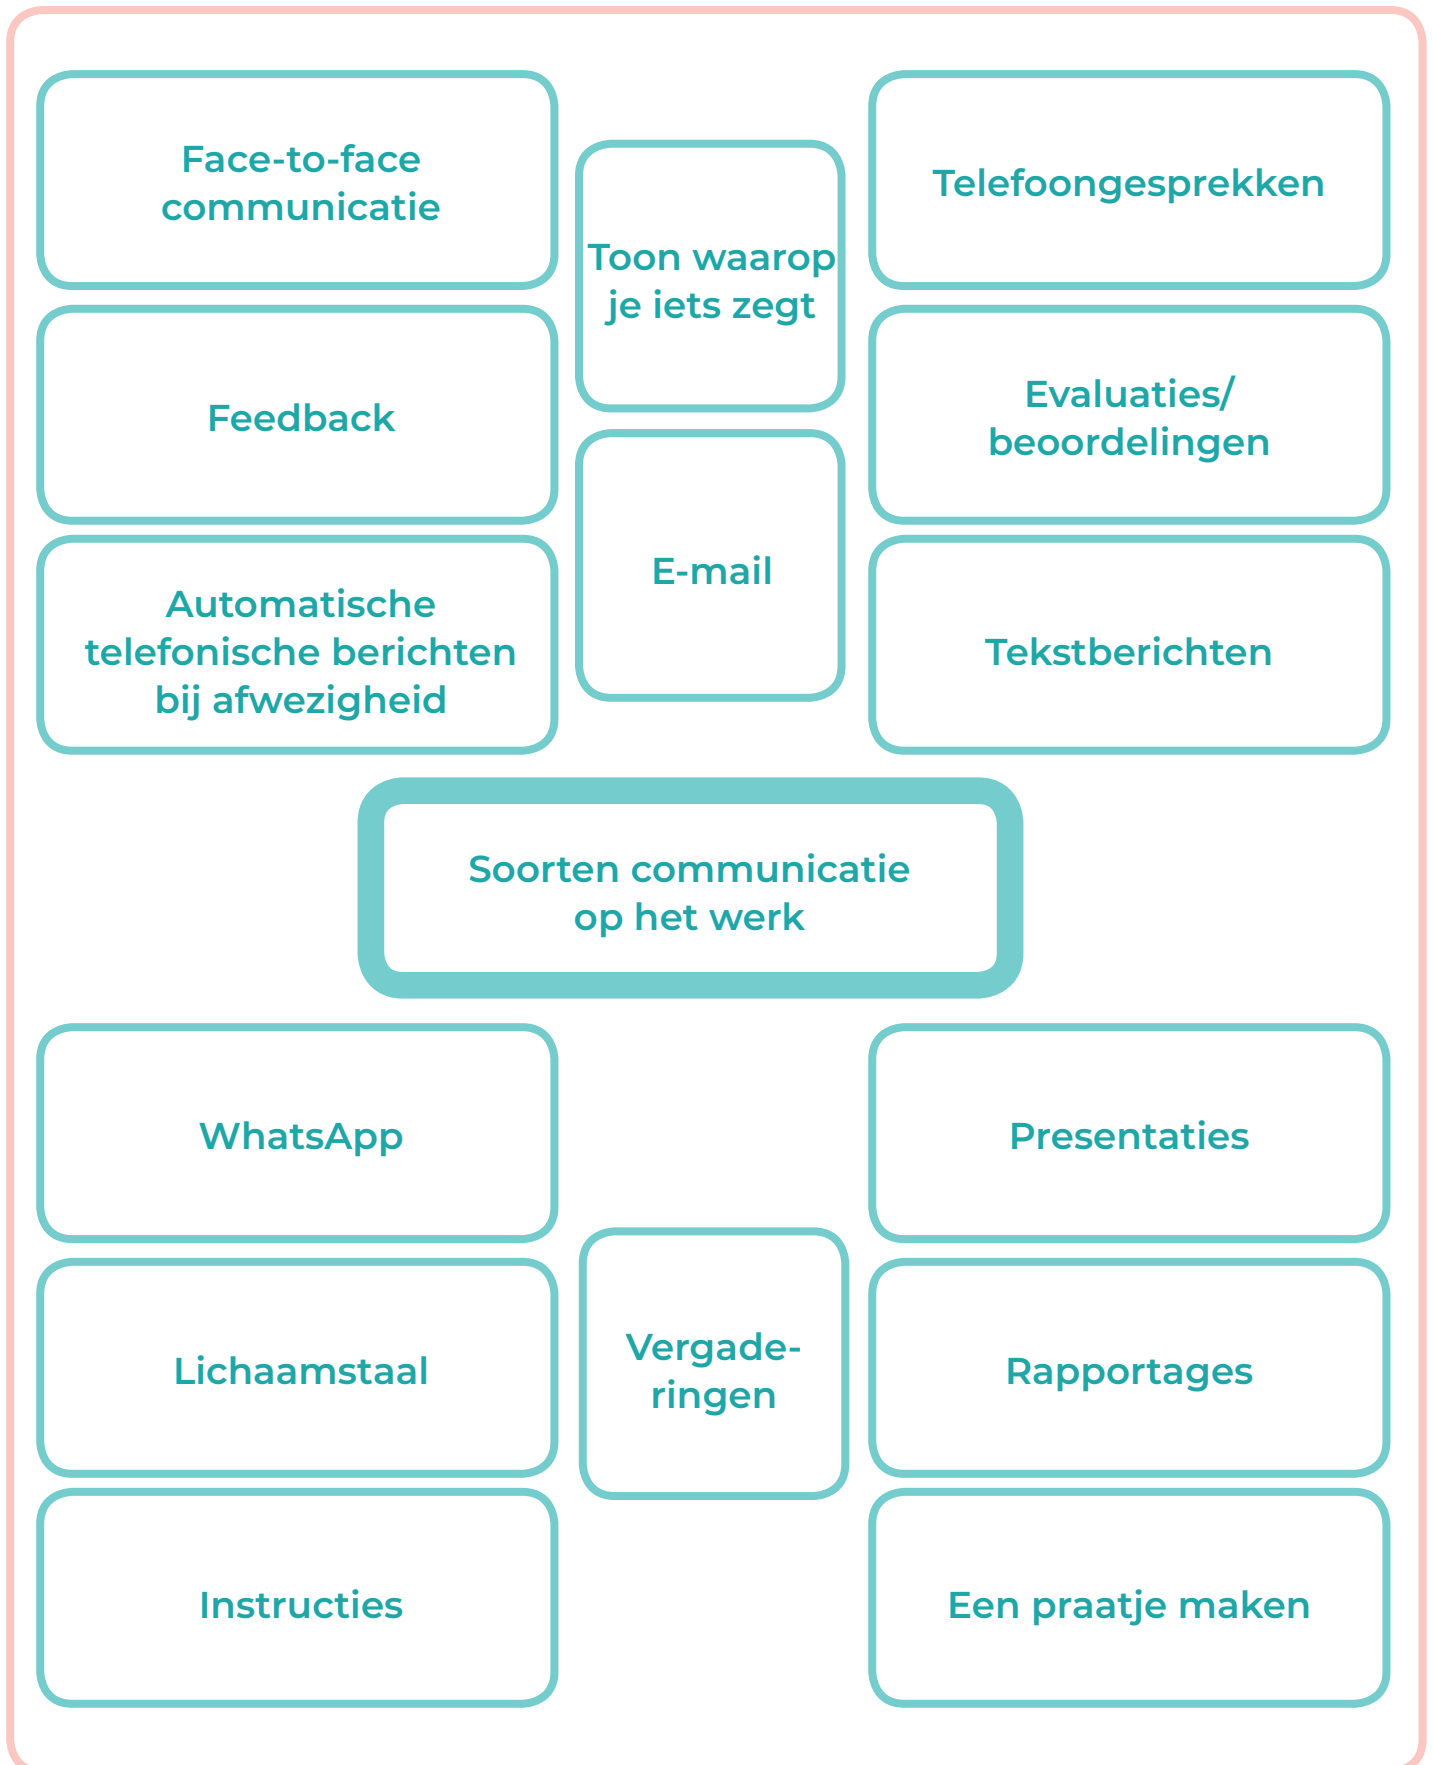 Face-to-face
communicatie
Toon waarop
je iets zegt
Telefoongesprekken
Feedback
E-mail
Evaluaties/
beoordelingen
Automatische
telefonische berichten
bij afwezigheid
Tekstberichten
Soorten communicatie
op het werk
WhatsApp
Presentaties
Lichaamstaal
Vergade-
ringen
Rapportages
Instructies
Een praatje maken